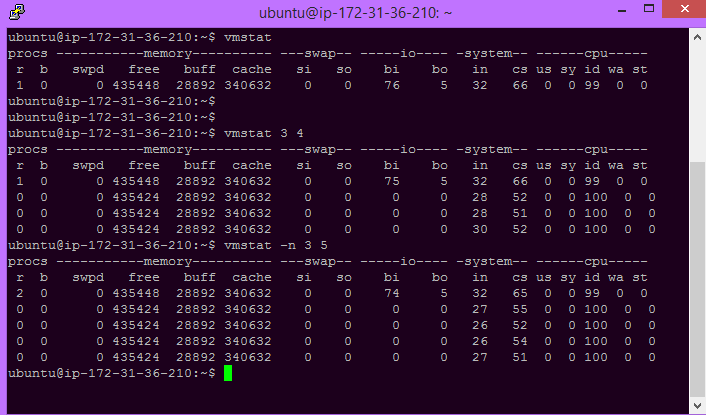 ubuntu@ip-172-31-36-210: ~
ubuntu@ip-172-31-36-210:~$ vmstat
procs -----------memory---------- ---swap-- -----io---- -system-- ------cpu-----
 r  b   swpd   free   buff  cache   si   so    bi    bo   in   cs us sy id wa st
 1  0      0 435448  28892 340632    0    0    76     5   32   66  0  0 99  0  0
ubuntu@ip-172-31-36-210:~$
ubuntu@ip-172-31-36-210:~$
ubuntu@ip-172-31-36-210:~$ vmstat 3 4
procs -----------memory---------- ---swap-- -----io---- -system-- ------cpu-----
 r  b   swpd   free   buff  cache   si   so    bi    bo   in   cs us sy id wa st
 1  0      0 435448  28892 340632    0    0    75     5   32   66  0  0 99  0  0
 0  0      0 435424  28892 340632    0    0     0     0   28   52  0  0 100  0  0
 0  0      0 435424  28892 340632    0    0     0     0   28   51  0  0 100  0  0
 0  0      0 435424  28892 340632    0    0     0     0   30   52  0  0 100  0  0
ubuntu@ip-172-31-36-210:~$ vmstat -n 3 5
procs -----------memory---------- ---swap-- -----io---- -system-- ------cpu-----
 r  b   swpd   free   buff  cache   si   so    bi    bo   in   cs us sy id wa st
 2  0      0 435448  28892 340632    0    0    74     5   32   65  0  0 99  0  0
 0  0      0 435424  28892 340632    0    0     0     0   27   55  0  0 100  0  0
 0  0      0 435424  28892 340632    0    0     0     0   26   52  0  0 100  0  0
 0  0      0 435424  28892 340632    0    0     0     0   26   54  0  0 100  0  0
 0  0      0 435424  28892 340632    0    0     0     0   27   51  0  0 100  0  0
ubuntu@ip-172-31-36-210:~$